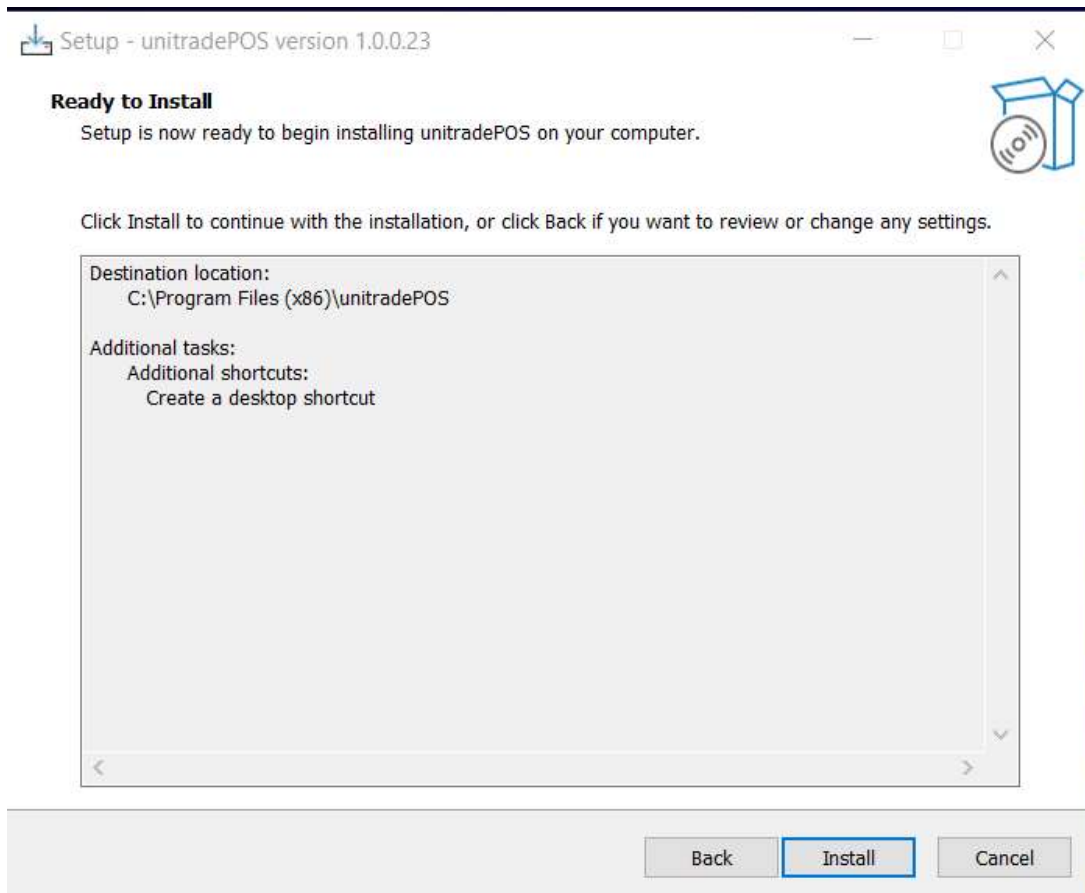 Setup - unitradePOS version 1.0.0.23
Ready to Install
Setup is now ready to begin installing unitradePOS on your computer.
Click Install to continue with the installation, or click Back if you want to review or change any settings.
Destination location:
C:\Program Files (x86)\unitradePOS
Additional tasks:
Additional shortcuts:
Create a desktop shortcut
Back Install Cancel